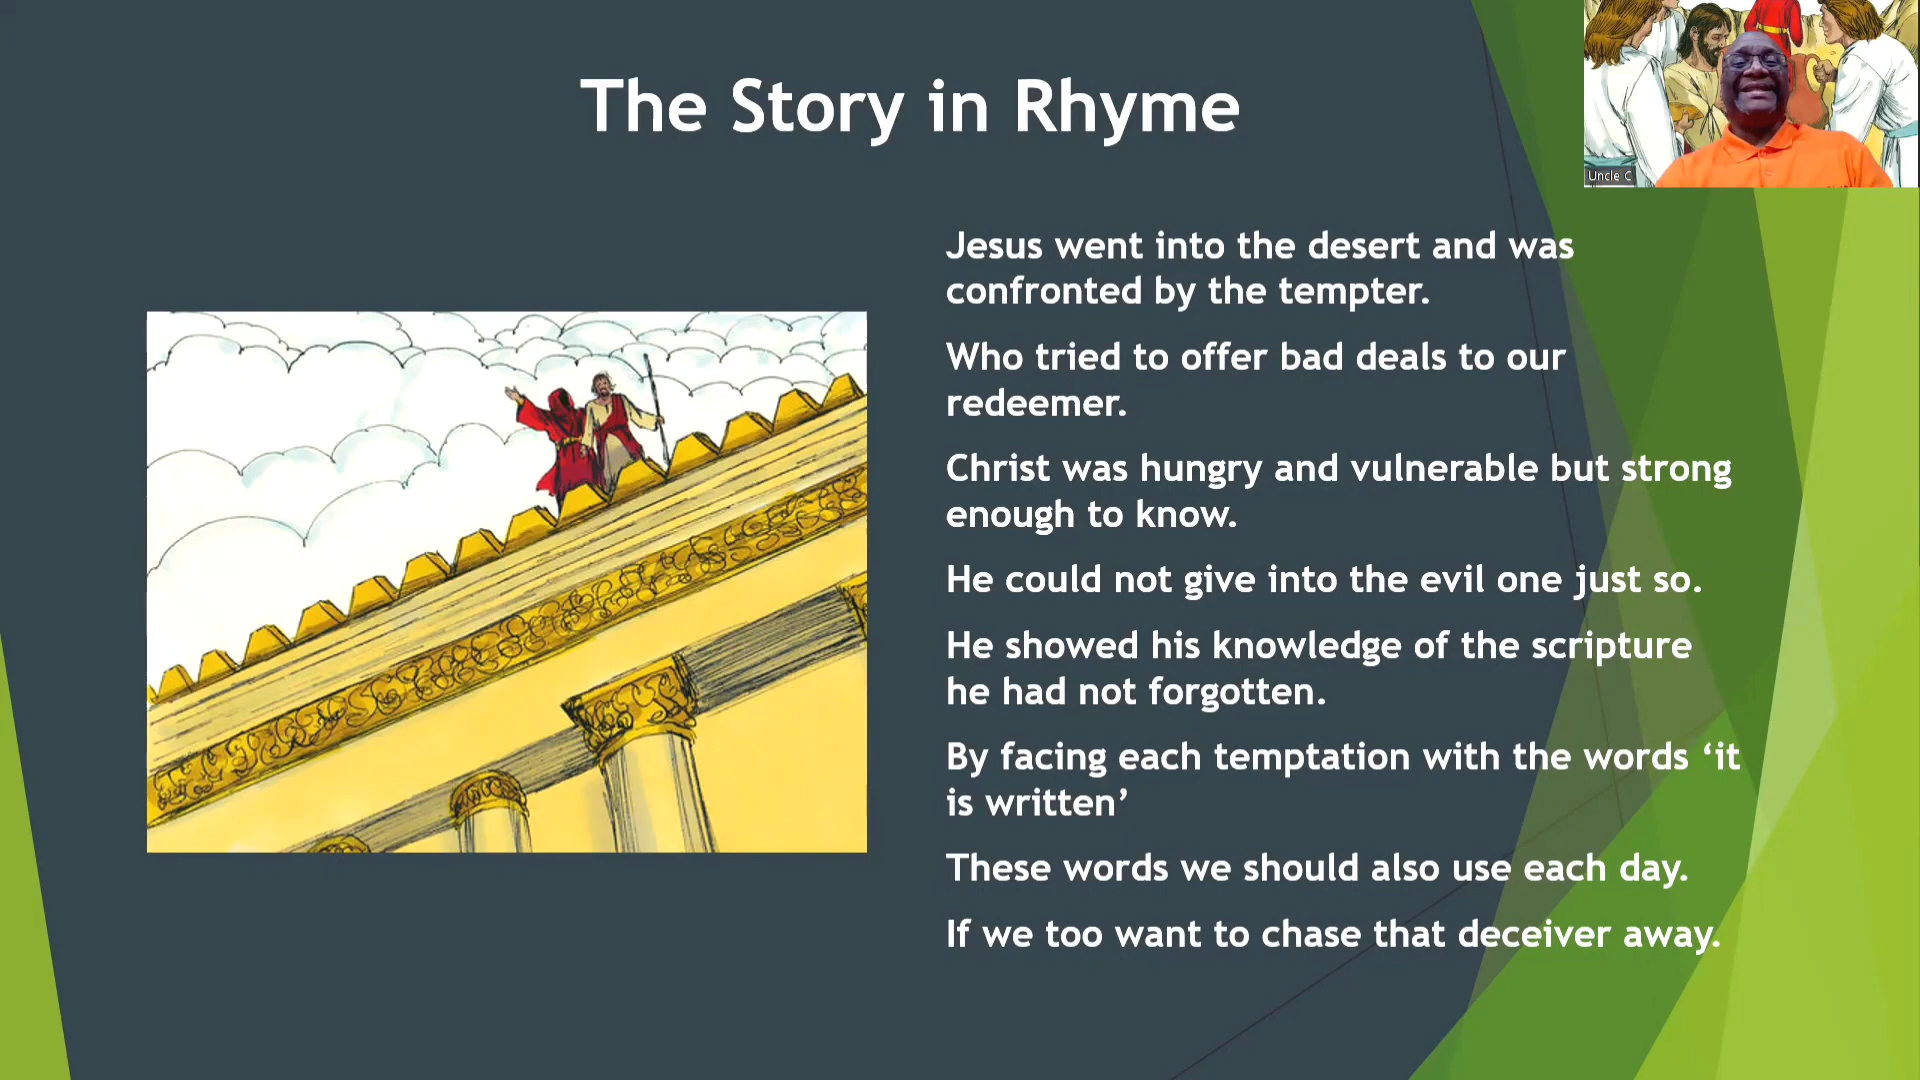 The Story in Rhyme
Uncle C
Jesus went into the desert and was
confronted by the tempter.
Who tried to offer bad deals to our
redeemer.
Christ was hungry and vulnerable but strong
enough to know.
He could not give into the evil one just so.
He showed his knowledge of the scripture
he had not forgotten.
By facing each temptation with the words ‘it
is written’
These words we should also use each day.
If we too want to chase that deceiver away.